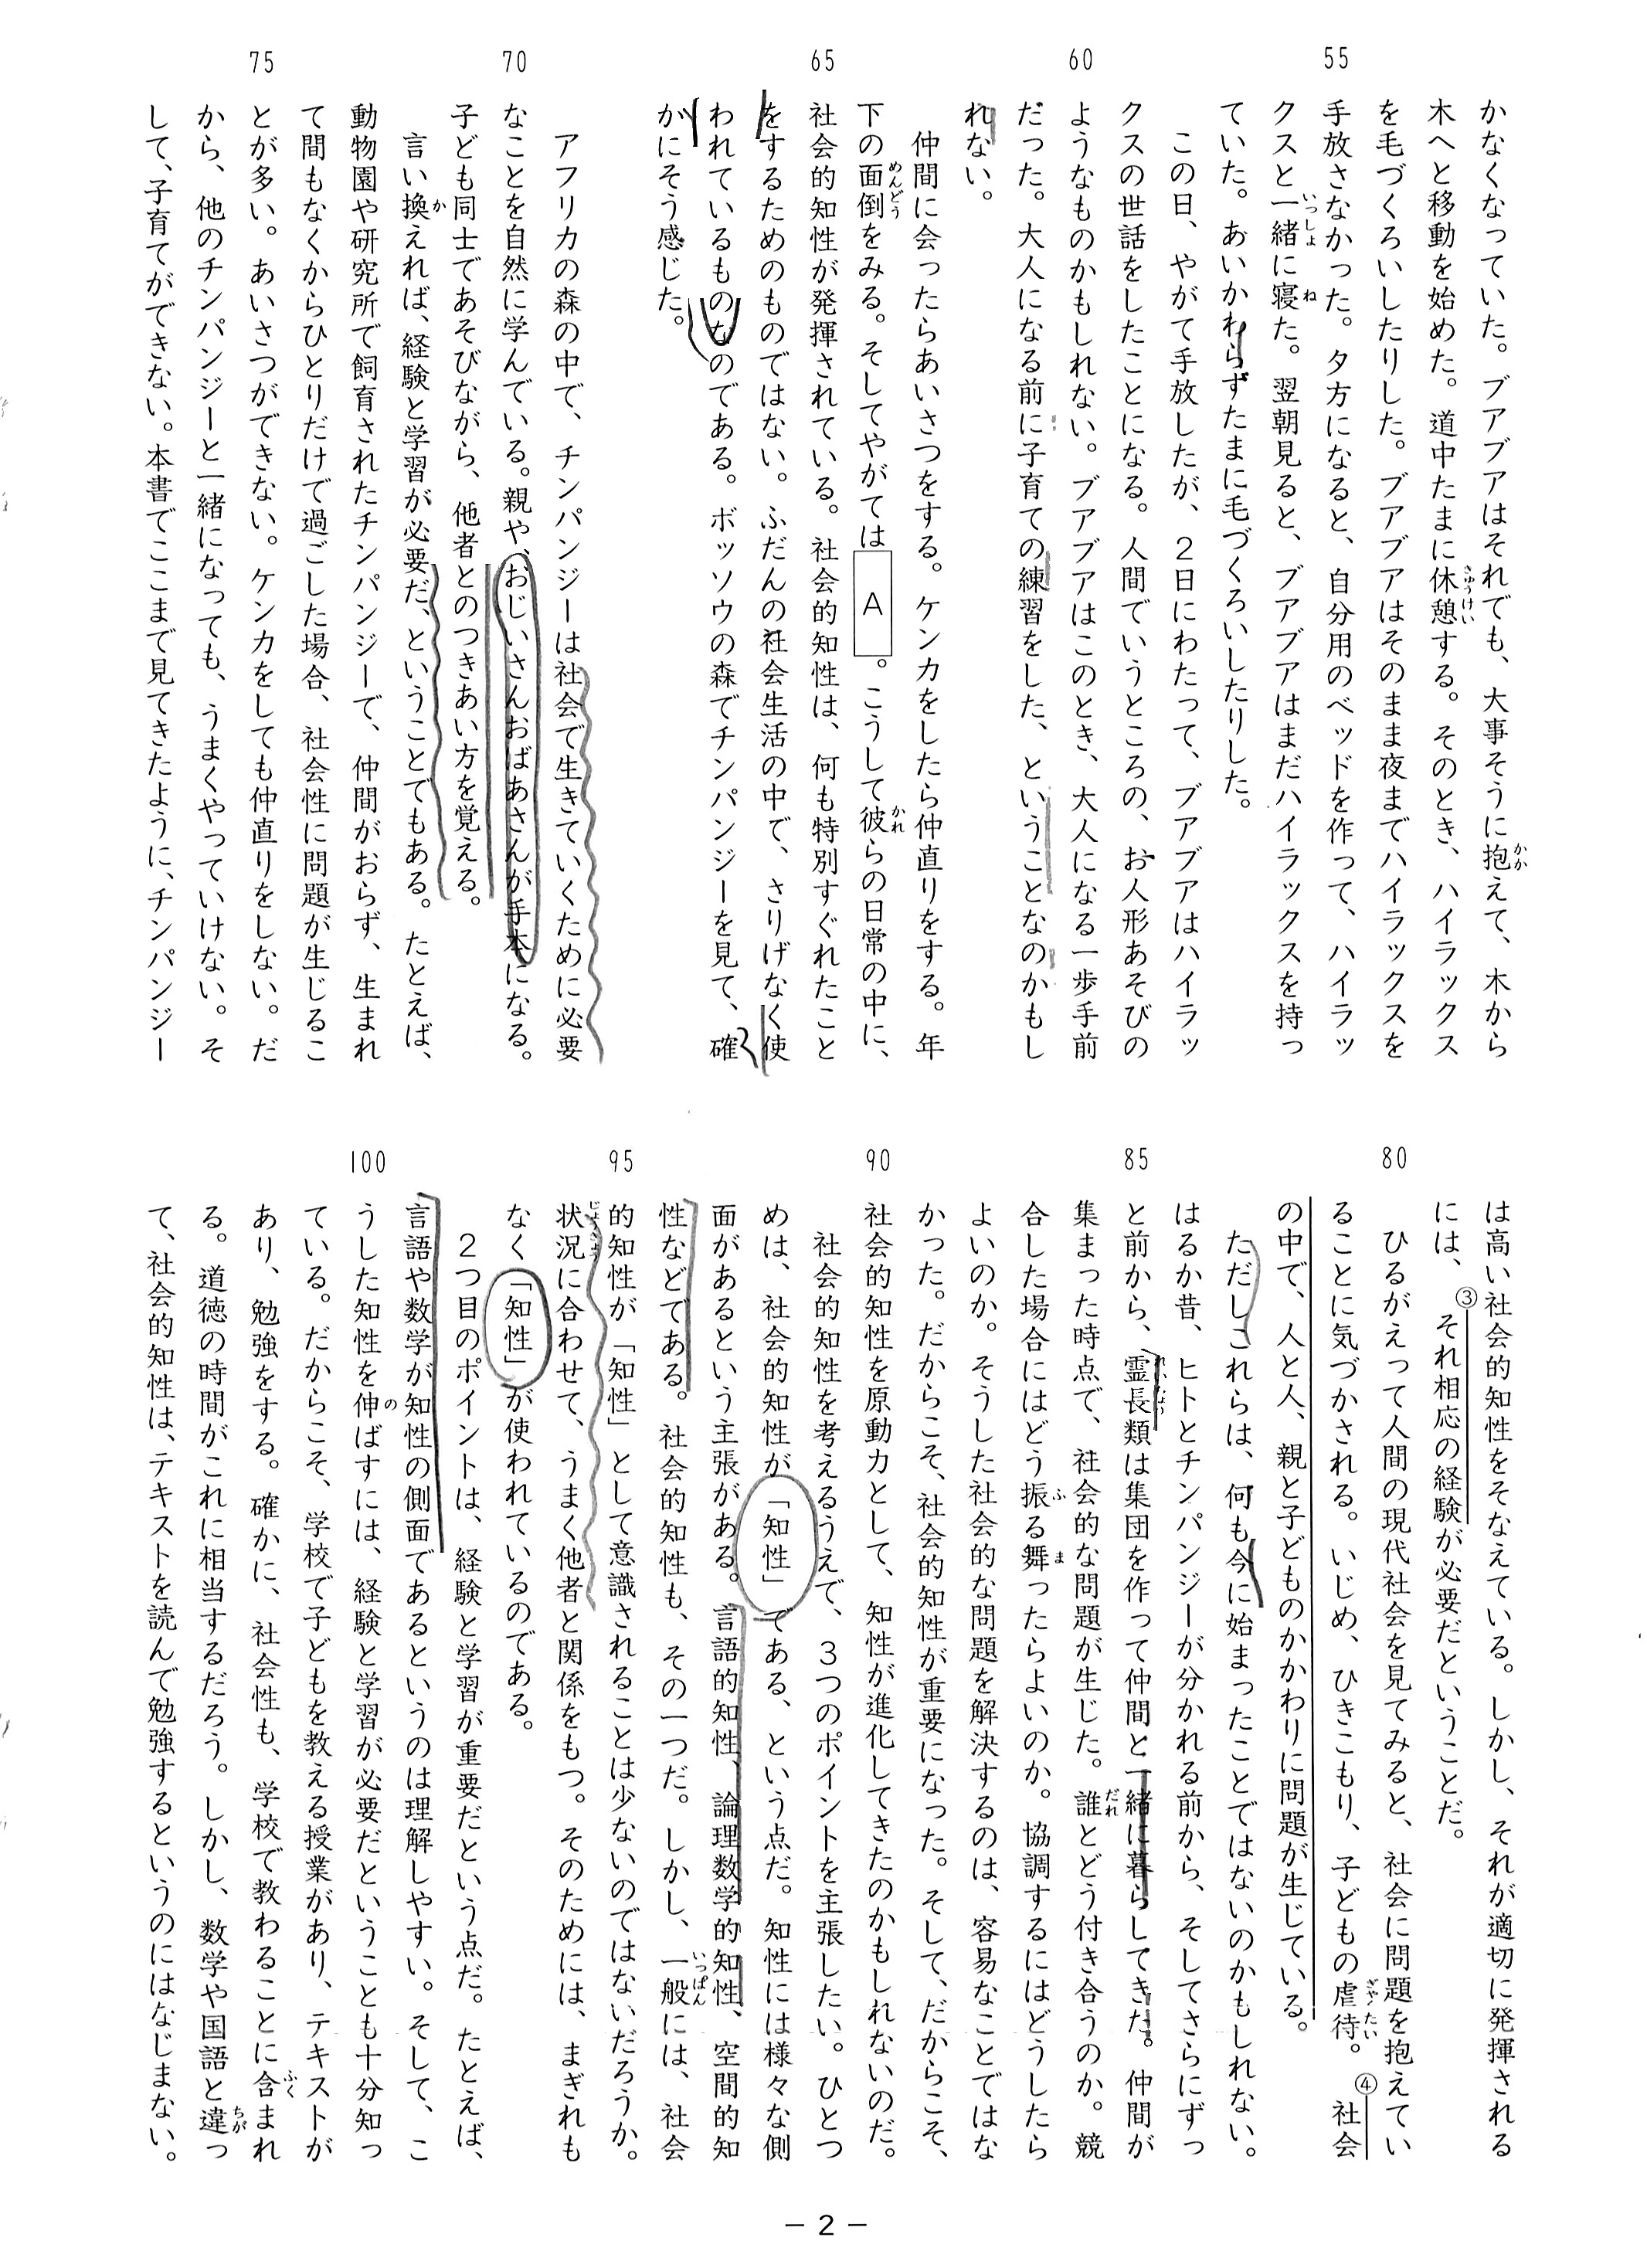 55
60
65
70
75
かなくなっていた。ブアブアはそれでも、大事そうに抱えて、木から
木へと移動を始めた。道中たまに休憩する。そのとき、ハイラックス
を毛づくろいしたりした。ブアブアはそのまま夜までハイラックスを
手放さなかった。夕方になると、自分用のベッドを作って、ハイラッ
クスと一緒に寝た。翌朝見ると、ブアブアはまだハイラックスを持っ
ていた。あいかわらずたまに毛づくろいしたりした。
この日、やがて手放したが、2日にわたって、ブアブアはハイラッ
クスの世話をしたことになる。人間でいうところの、お人形あそびの
ようなものかもしれない。ブアブアはこのとき、大人になる一歩手前
だった。大人になる前に子育ての練習をした、ということなのかもし
れない。
仲間に会ったらあいさつをする。ケンカをしたら仲直りをする。年
下の面倒をみる。そしてやがてはA。こうして彼らの日常の中に、
社会的知性が発揮されている。社会的知性は、何も特別すぐれたこと
をするためのものではない。ふだんの社会生活の中で、さりげなく使
われているものなのである。ボッソウの森でチンパンジーを見て、確
かにそう感じた。
アフリカの森の中で、チンパンジーは社会で生きていくために必要
なことを自然に学んでいる。親や、おじいさんおばあさんが手本になる。
子ども同士であそびながら、他者とのつきあい方を覚える。
言い換えれば、経験と学習が必要だ、ということでもある。たとえば、
動物園や研究所で飼育されたチンパンジーで、仲間がおらず、生まれ
て間もなくからひとりだけで過ごした場合、社会性に問題が生じるこ
とが多い。あいさつができない。ケンカをしても仲直りをしない。だ
から、他のチンパンジーと一緒になっても、うまくやっていけない。そ
して、子育てができない。本書でここまで見てきたように、チンパンジー
80
85
90
95
100
は高い社会的知性をそなえている。しかし、それが適切に発揮される
には、③それ相応の経験が必要だということだ。
ひるがえって人間の現代社会を見てみると、社会に問題を抱えてい
ることに気づかされる。いじめ、ひきこもり、子どもの虐待。④社会
の中で、人と人、親と子どものかかわりに問題が生じている。
ただしこれらは、何も今に始まったことではないのかもしれない。
はるか昔、ヒトとチンパンジーが分かれる前から、そしてさらにずっ
と前から、霊長類は集団を作って仲間と一緒に暮らしてきた。仲間が
集まった時点で、社会的な問題が生じた。誰とどう付き合うのか。競
合した場合にはどう振る舞ったらよいのか。協調するにはどうしたら
よいのか。そうした社会的な問題を解決するのは、容易なことではな
かった。だからこそ、社会的知性が重要になった。そして、だからこそ、
社会的知性を原動力として、知性が進化してきたのかもしれないのだ。
社会的知性を考えるうえで、3つのポイントを主張したい。ひとつ
めは、社会的知性が「知性」である、という点だ。知性には様々な側
面があるという主張がある。言語的知性、論理数学的知性、空間的知
性などである。社会的知性も、その一つだ。しかし、一般には、社会
的知性が「知性」として意識されることは少ないのではないだろうか。
状況に合わせて、うまく他者と関係をもつ。そのためには、まぎれも
なく「知性」が使われているのである。
2つ目のポイントは、経験と学習が重要だという点だ。たとえば、
言語や数学が知性の側面であるというのは理解しやすい。そして、こ
うした知性を伸ばすには、経験と学習が必要だということも十分知っ
ている。だからこそ、学校で子どもを教える授業があり、テキストが
あり、勉強をする。確かに、社会性も、学校で教わることに含まれ
る。道徳の時間がこれに相当するだろう。しかし、数学や国語と違っ
て、社会的知性は、テキストを読んで勉強するというのにはなじまない。
－2－